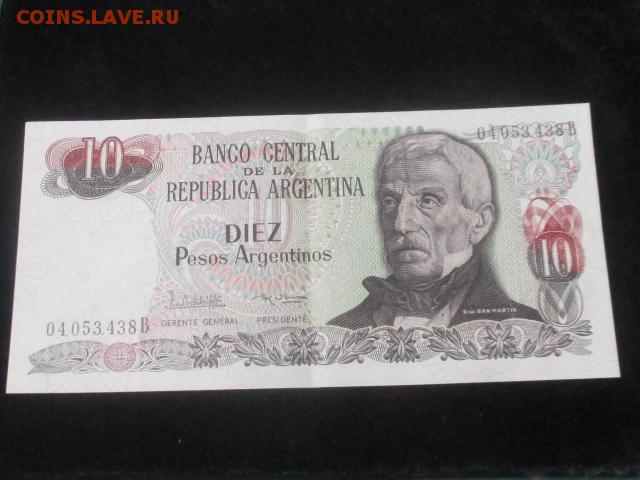 COINS.LAVE.RU
10
04.053.438 B
BANCO CENTRAL
DE LA
REPUBLICA ARGENTINA
DIEZ
Pesos Argentinos
10
04.053.438 B
GERENTE GENERAL
PRESIDENTE
Gral. SAN MARTIN